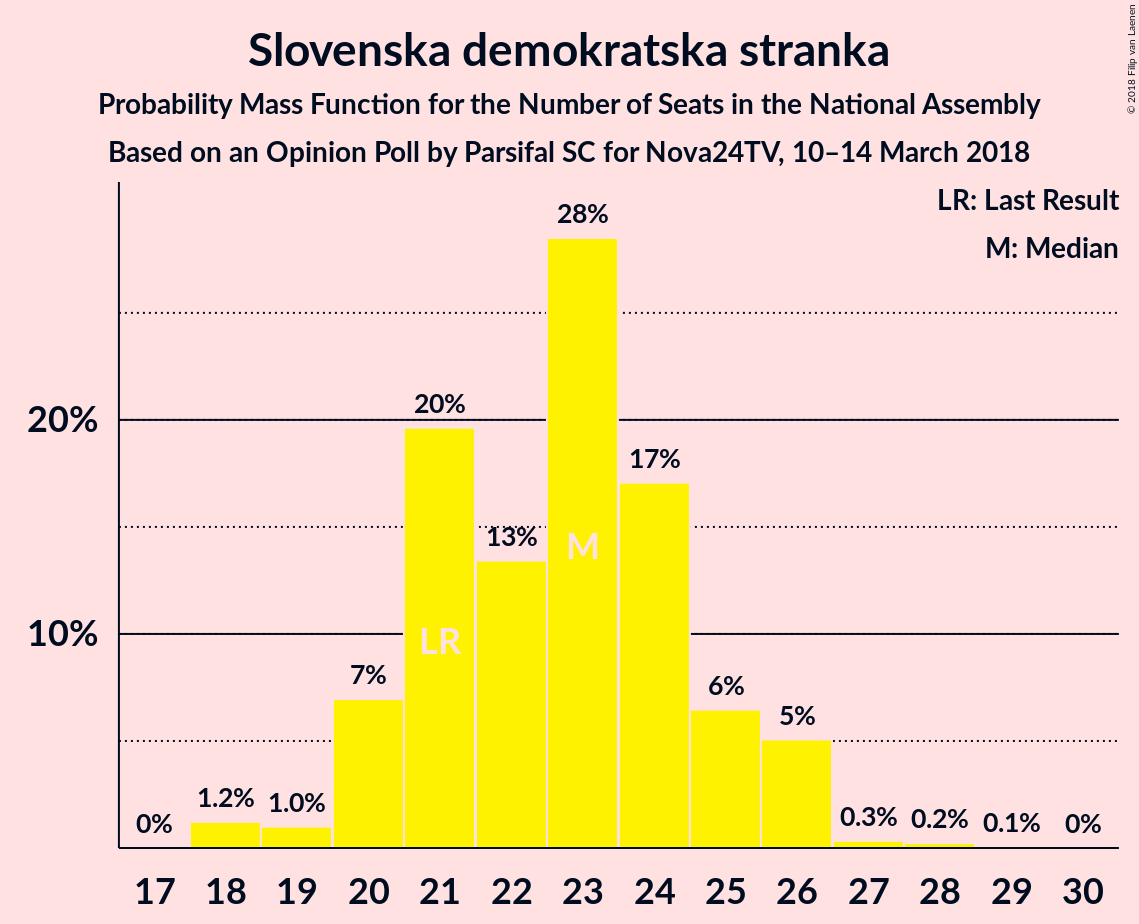 Slovenska demokratska stranka
Probability Mass Function for the Number of Seats in the National Assembly
Based on an Opinion Poll by Parsifal SC for Nova24TV, 10–14 March 2018
© 2018 Filip van Laenen
LR: Last Result
M: Median
28%
20%
17%
13%
7%
6%
5%
1.2%
1.0%
0%
0.3%
0.2%
0.1%
0%
20%
10%
LR
M
17 18 19 20 21 22 23 24 25 26 27 28 29 30